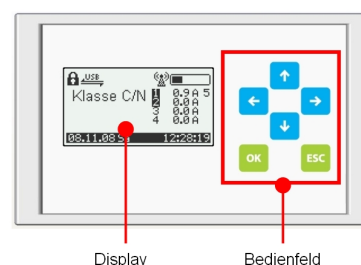 USB
Klasse C/N 1 0.9 A 5
2 0.0 A
3 0.0 A
4 0.0 A
08.11.08 12:28:19
OK ESC
Display Bedienfeld